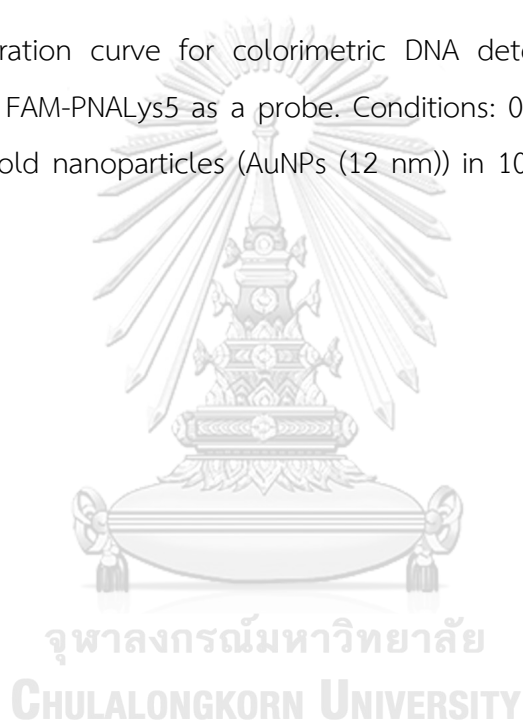 ration curve for colorimetric DNA dete
FAM-PNALys5 as a probe. Conditions: 0
old nanoparticles (AuNPs (12 nm)) in 10
จุฬาลงกรณ์มหาวิทยาลัย
CHULALONGKORN UNIVERSITY